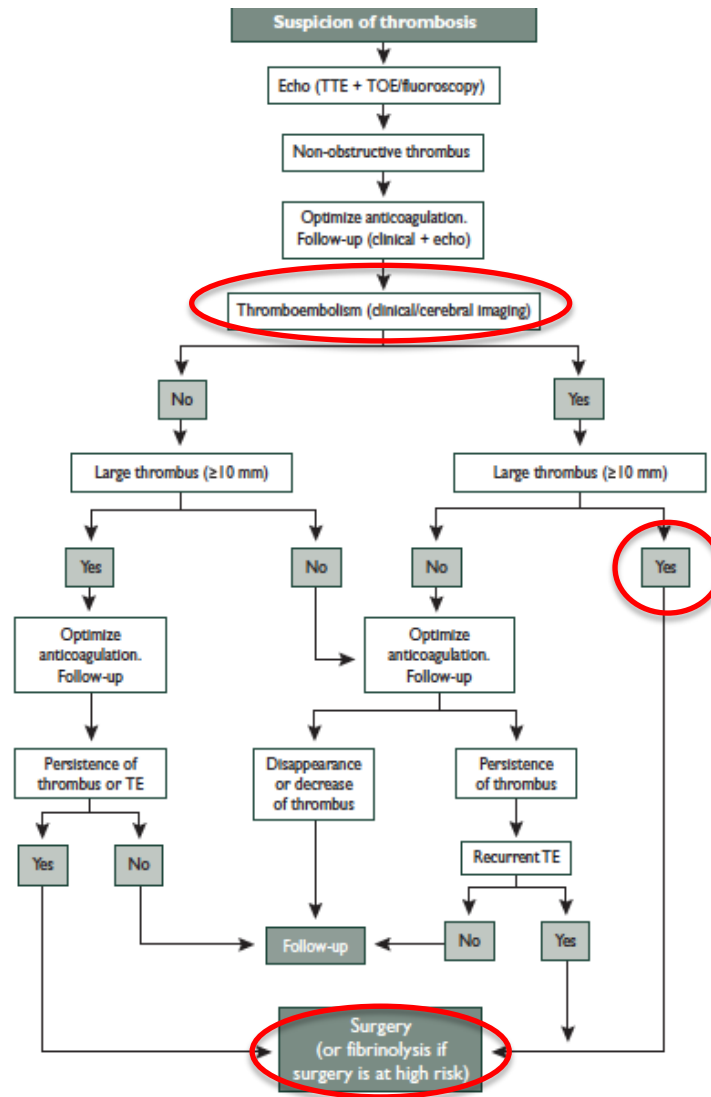 Suspicion of thrombosis
Echo (TTE + TOE/fluoroscopy)
Non-obstructive thrombus
Optimize anticoagulation.
Follow-up (clinical + echo)
Thromboembolism (clinical/cerebral imaging)
No
Yes
Large thrombus (≥10 mm)
Large thrombus (≥10 mm)
Yes
No
No
Yes
Optimize
anticoagulation.
Follow-up
Optimize
anticoagulation.
Follow-up
Persistence of
thrombus or TE
Disappearance
or decrease
of thrombus
Persistence
of thrombus
Recurrent TE
Yes
No
No
Yes
Follow-up
Surgery
(or fibrinolysis if
surgery is at high risk)